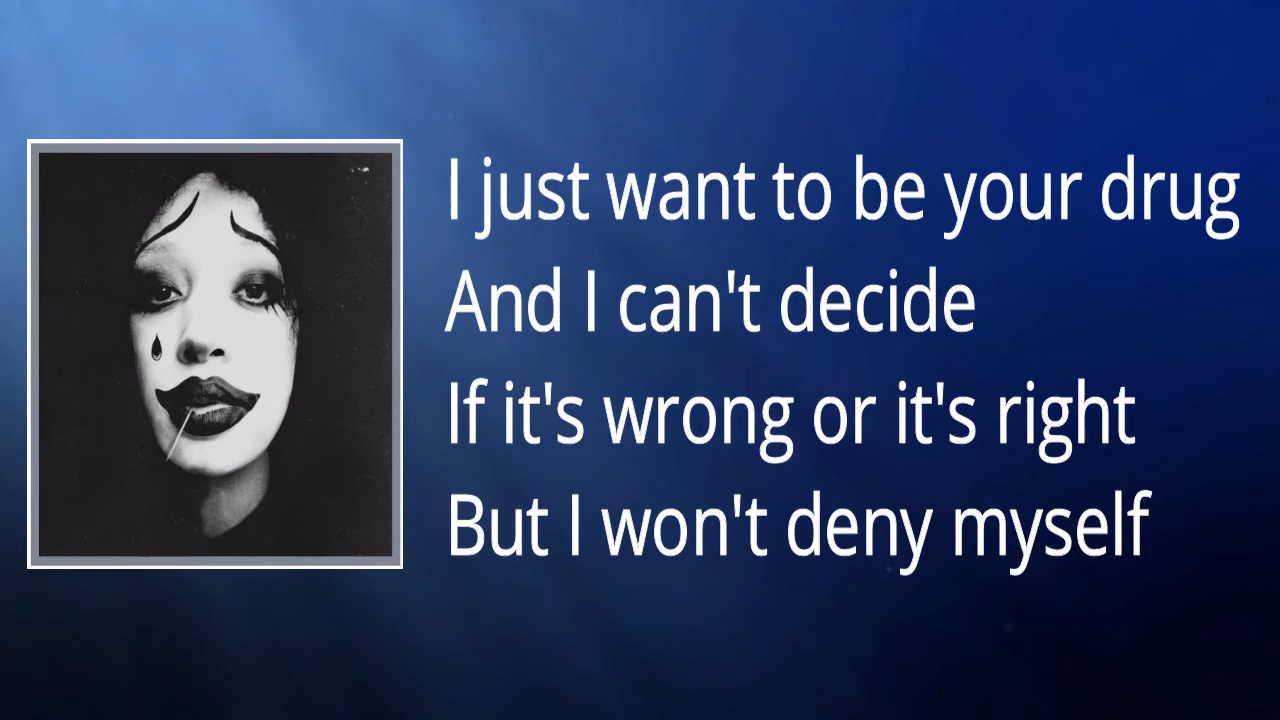 I just want to be your drug
And I can't decide
If it's wrong or it's right
But I won't deny myself